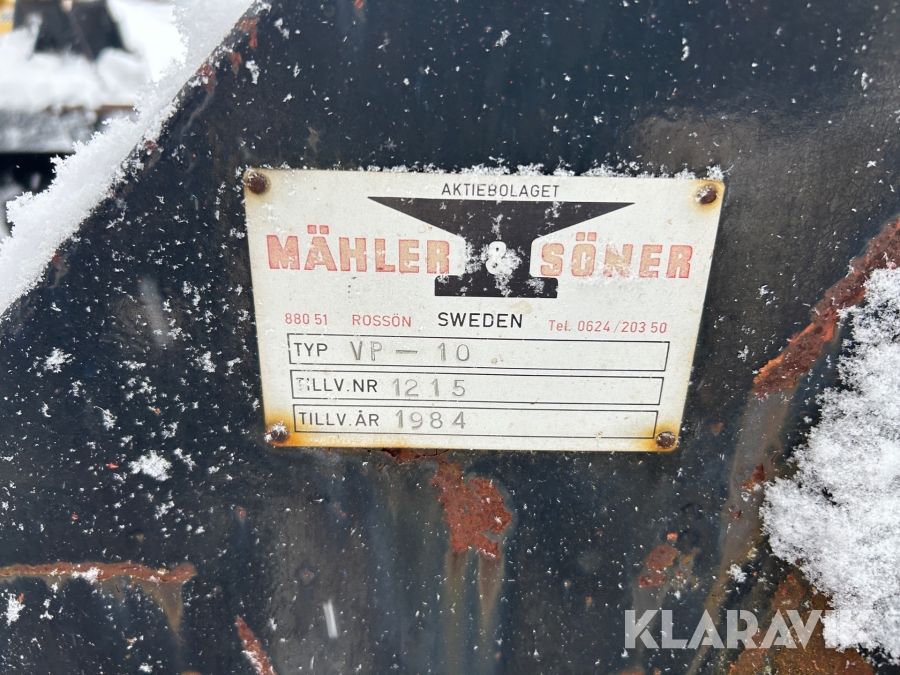 AKTIEBOLAGET
MÄHLER & SÖNER
880 51 ROSSÖN SWEDEN Tel. 0624/203 50
TYP VP-10
TILLV.NR 1215
TILLV.ÅR 1984
KLARAVIK